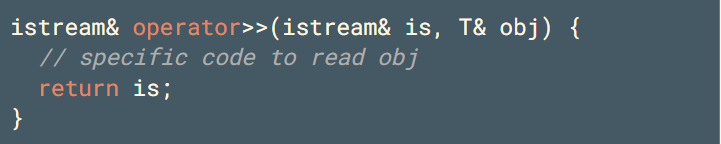 istream& operator>>(istream& is, T& obj) {
  // specific code to read obj
  return is;
}